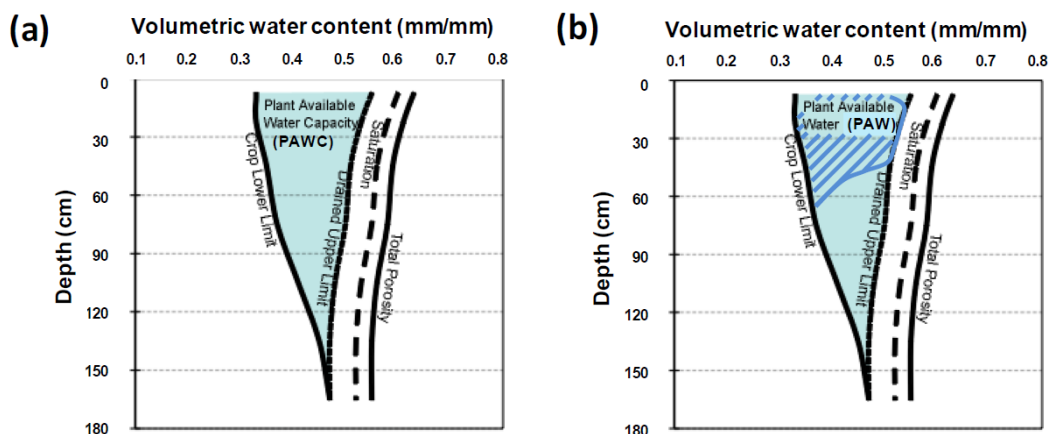 (a)
Volumetric water content (mm/mm)
0.1 0.2 0.3 0.4 0.5 0.6 0.7 0.8
0
30
60
90
120
150
180
Depth (cm)
Plant Available
Water Capacity
(PAWC)
Crop Lower Limit
Drained Upper Limit
Saturation
Total Porosity
(b)
Volumetric water content (mm/mm)
0.1 0.2 0.3 0.4 0.5 0.6 0.7 0.8
0
30
60
90
120
150
180
Depth (cm)
Plant Available
Water (PAW)
Crop Lower Limit
Drained Upper Limit
Saturation
Total Porosity